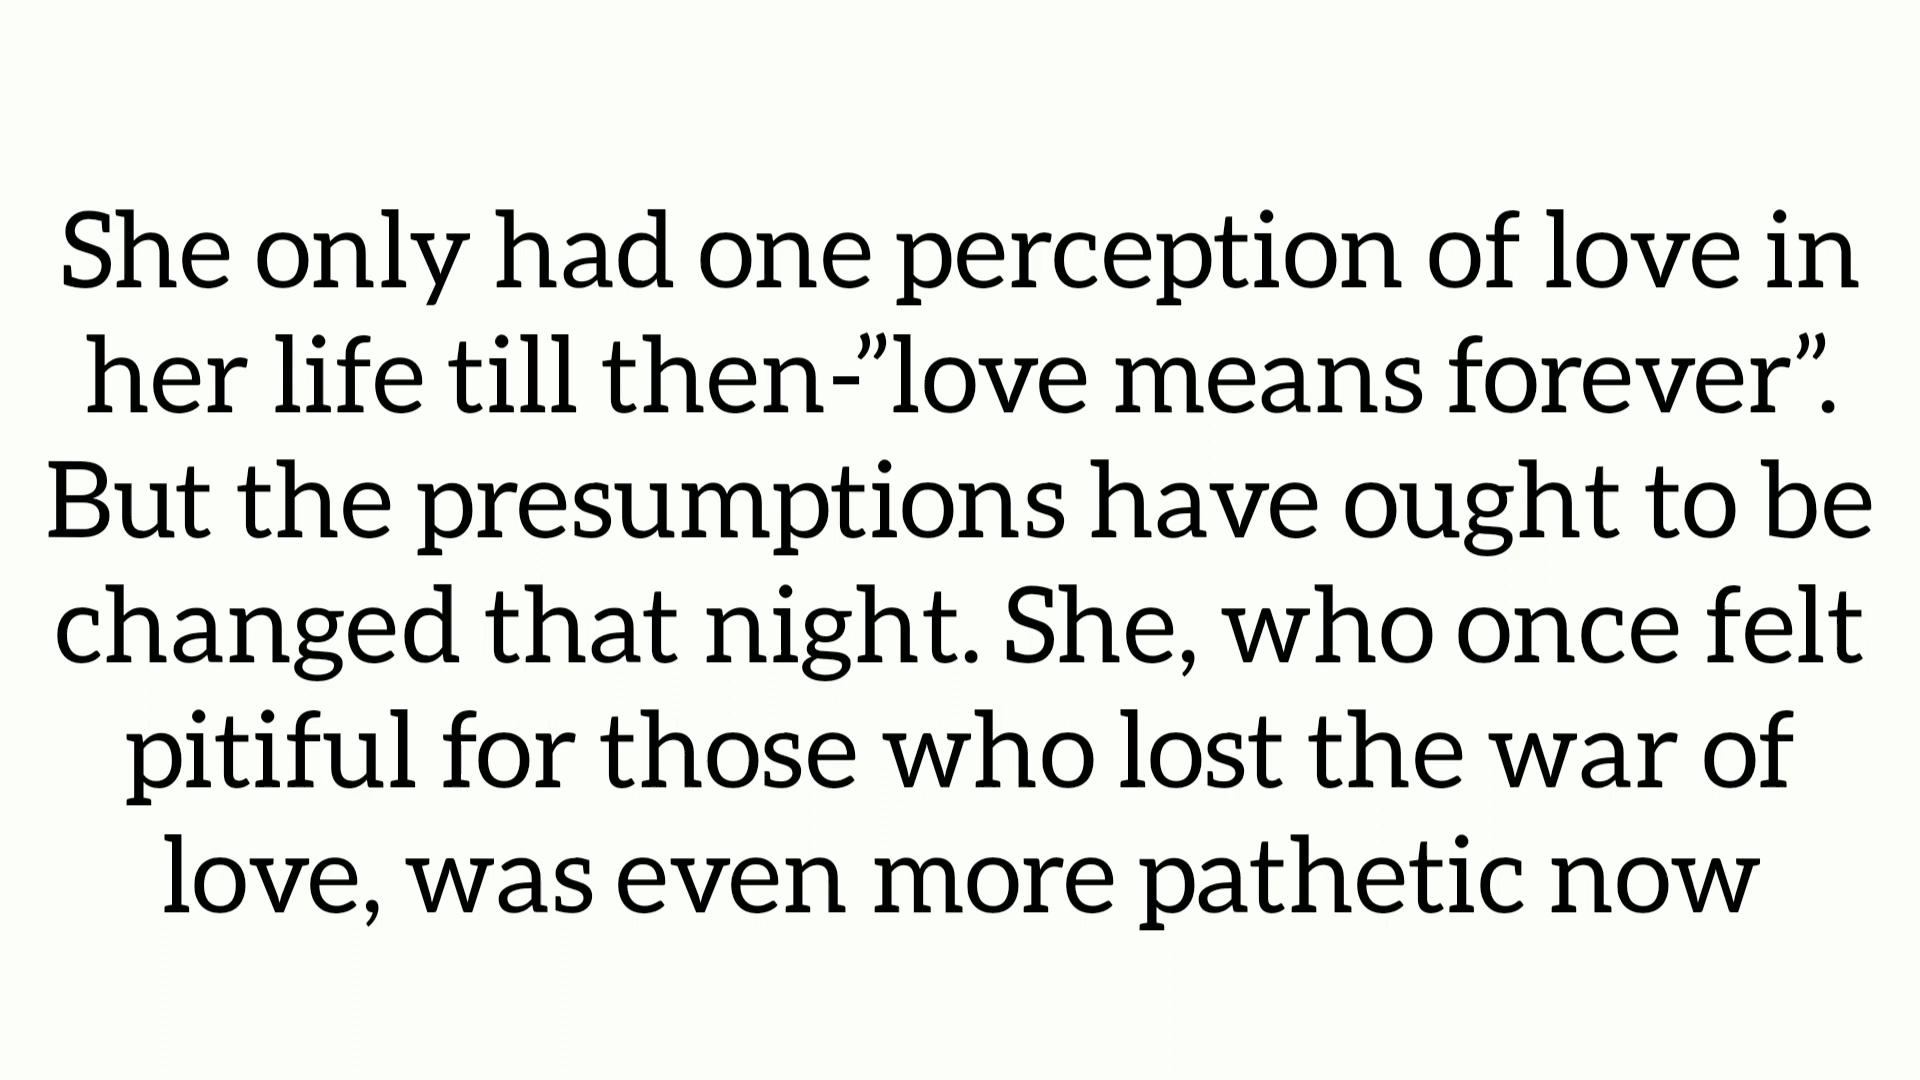 She only had one perception of love in
her life till then-”love means forever”.
But the presumptions have ought to be
changed that night. She, who once felt
pitiful for those who lost the war of
love, was even more pathetic now